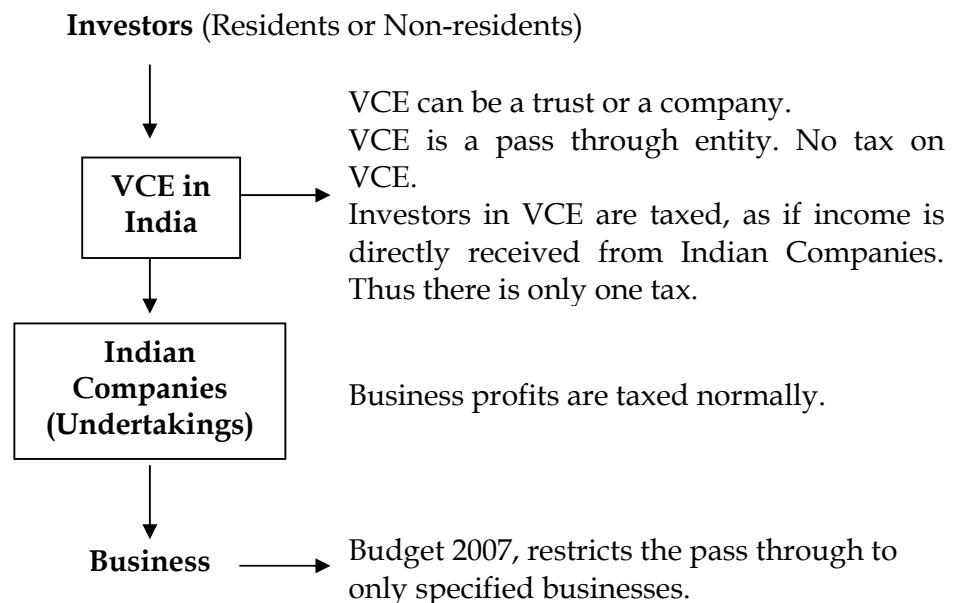 Investors (Residents or Non-residents)
VCE can be a trust or a company.
VCE is a pass through entity. No tax on
VCE.
VCE in
India
Investors in VCE are taxed, as if income is
directly received from Indian Companies.
Thus there is only one tax.
Indian
Companies
(Undertakings)
Business profits are taxed normally.
Business
Budget 2007, restricts the pass through to
only specified businesses.